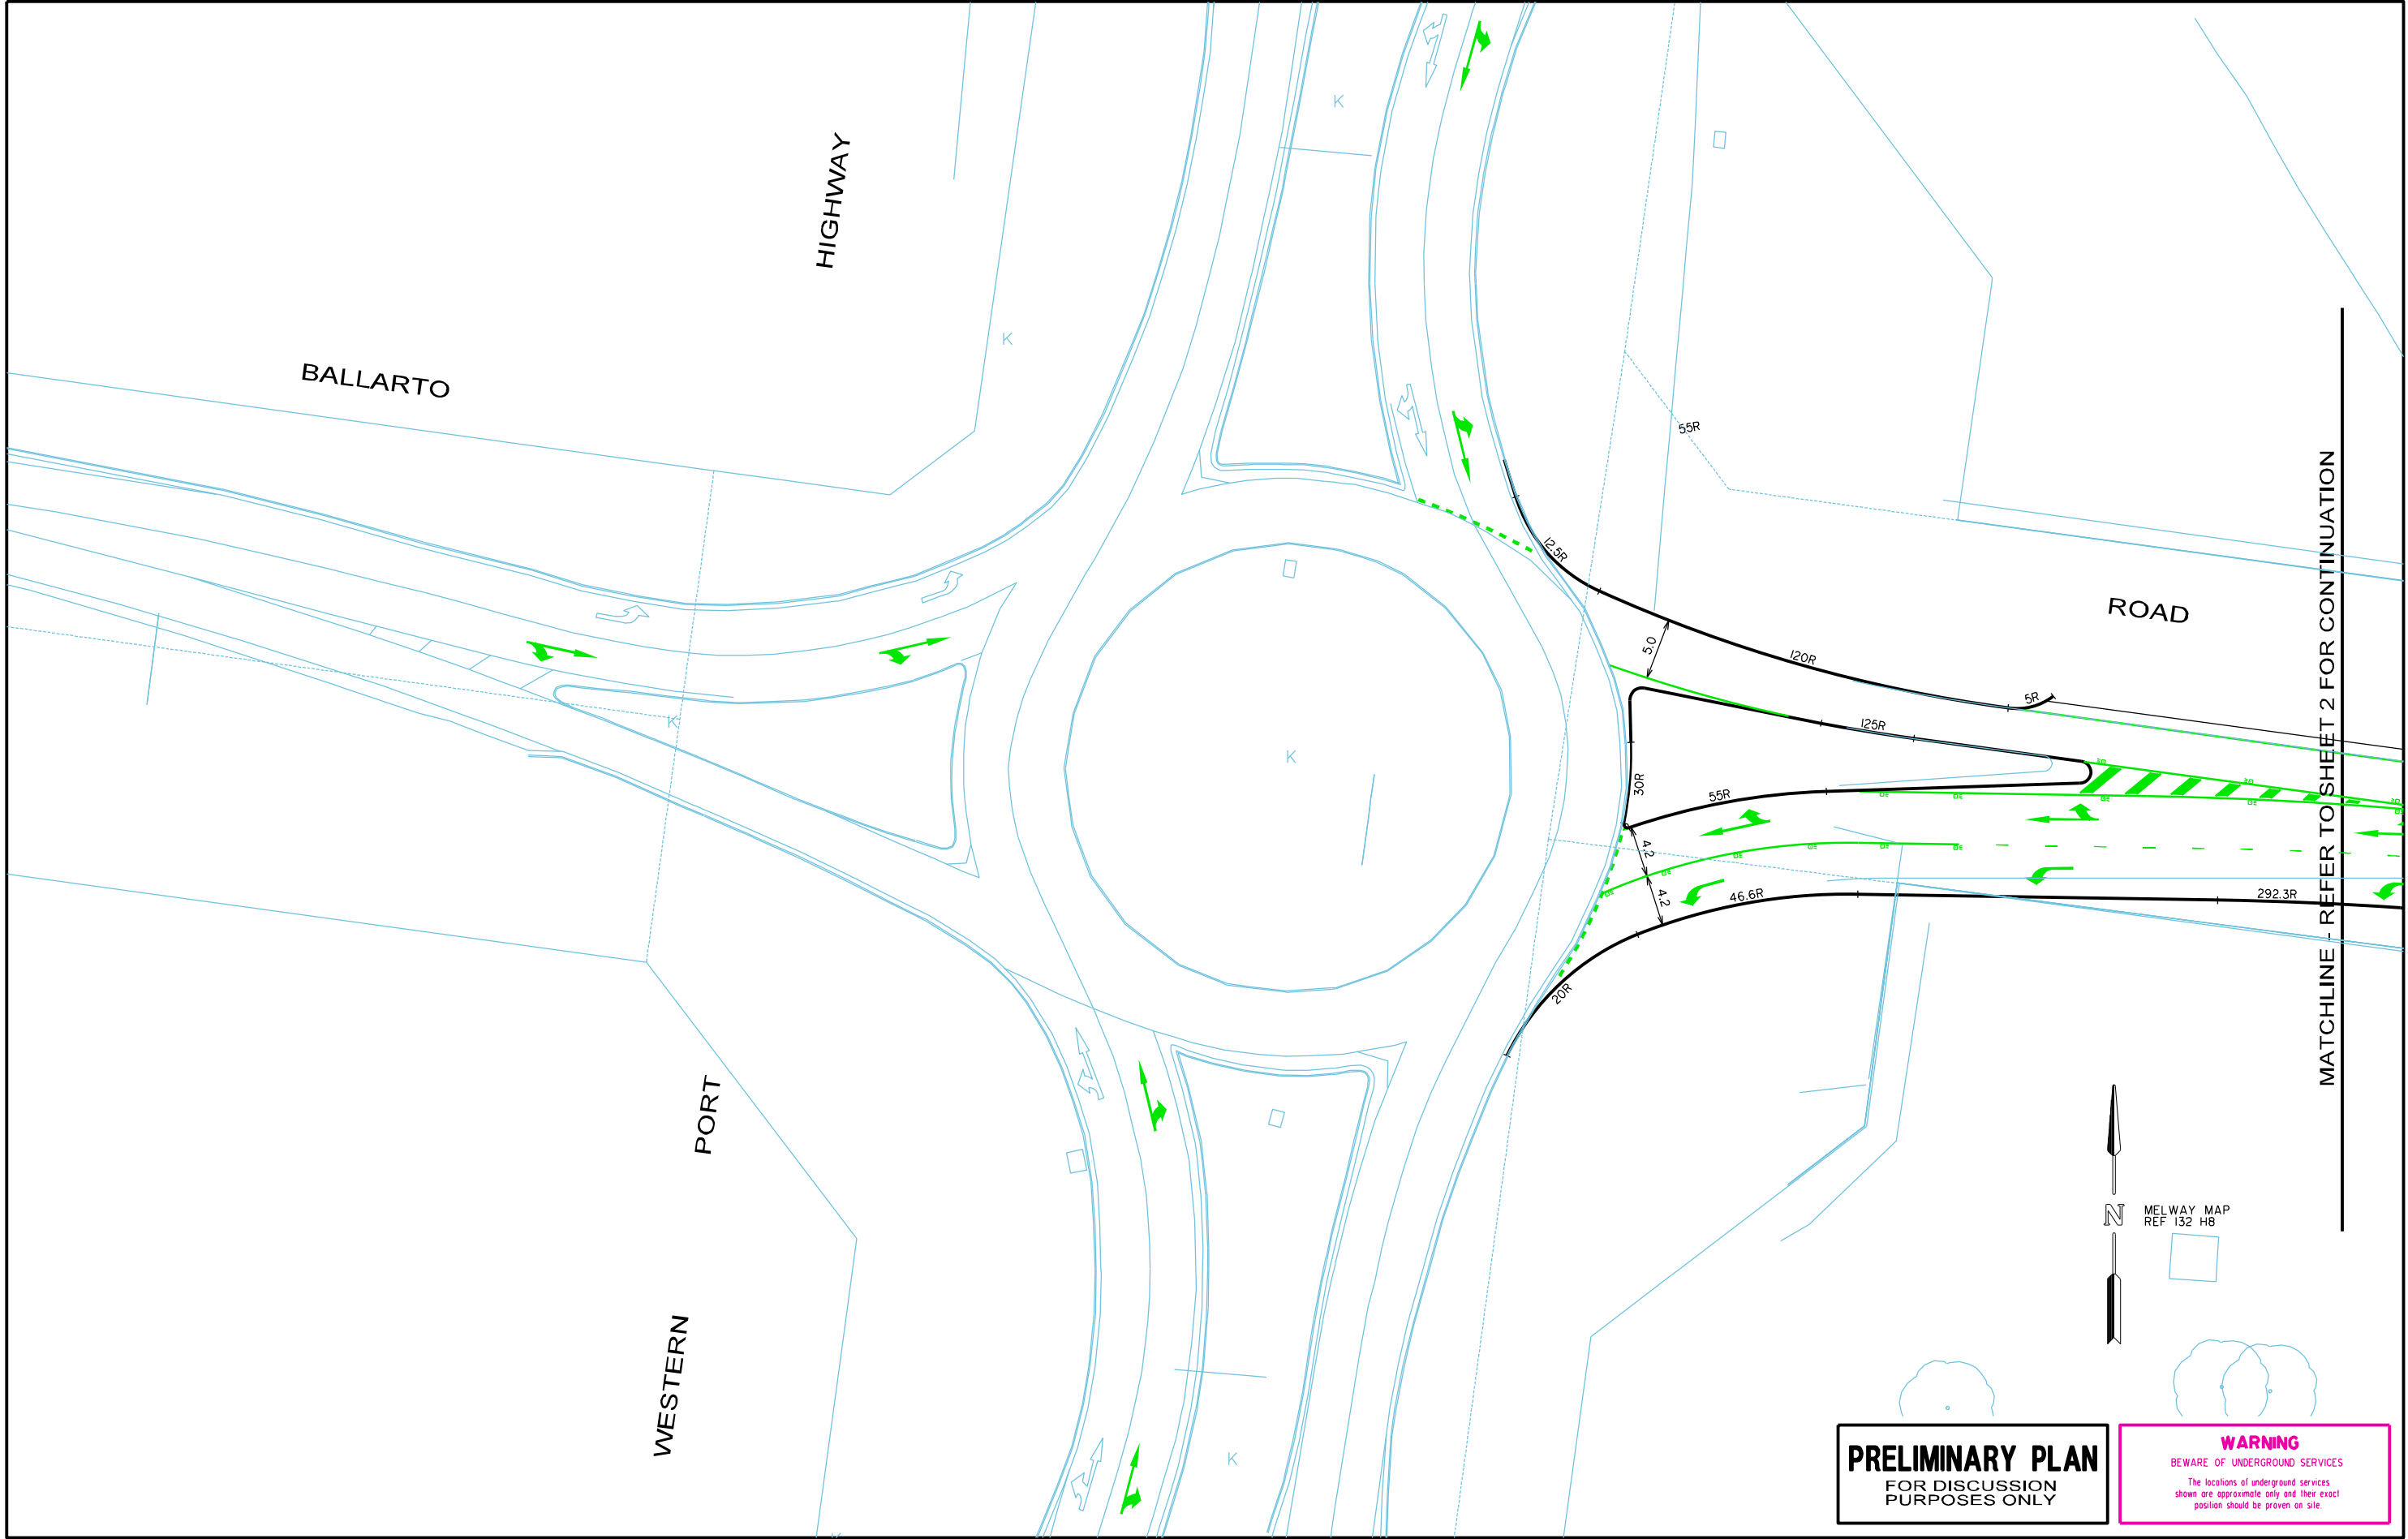 HIGHWAY
K
K
BALLARTO
55R
12.5R
ROAD
5.0
120R
5R
125R
K
K
30R
55R
4.2
4.2
46.6R
292.3R
20R
MATCHLINE - REFER TO SHEET 2 FOR CONTINUATION
PORT
WESTERN
N
MELWAY MAP
REF 132 H8
K
PRELIMINARY PLAN
FOR DISCUSSION
PURPOSES ONLY
WARNING
BEWARE OF UNDERGROUND SERVICES
The locations of underground services
shown are approximate only and their exact
position should be proven on site